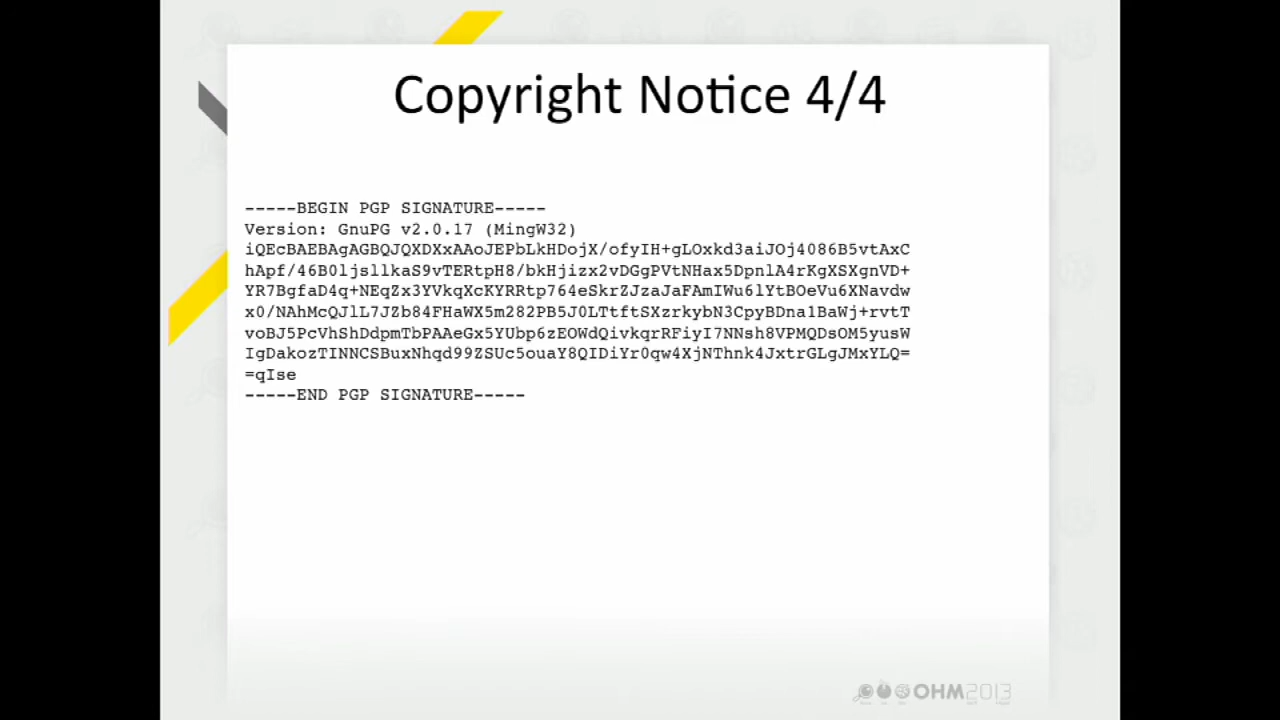 Copyright Notice 4/4
-----BEGIN PGP SIGNATURE-----
Version: GnuPG v2.0.17 (MingW32)
iQEcBAEBAgAGBQJQXDXxAAoJEPbLkHDojX/ofyIH+gLOxkd3aiJOj4086B5vtAxC
hApf/46B0ljsllkaS9vTERtpH8/bkHjizx2vDGgPVtNHax5DpnlA4rKgXSXgnVD+
YR7BgfaD4q+NEqZx3YVkqXcKYRRtp764eSkrZJzaJaFAmIWu6lYtBOeVu6XNavdw
x0/NAhMcQJlL7JZb84FHaWX5m282PB5J0LTtftSXzrkybN3CpyBDna1BaWj+rvtT
voBJ5PcVhShDdpmTbPAAeGx5YUbp6zEOWdQivkqrRFiyI7NNsh8VPMQDsOM5yusW
IgDakozTINNCSBuxNhqd99ZSUc5ouaY8QIDiYr0qw4XjNThnk4JxtrGLgJMxYLQ=
=qIse
-----END PGP SIGNATURE-----
OHM2013